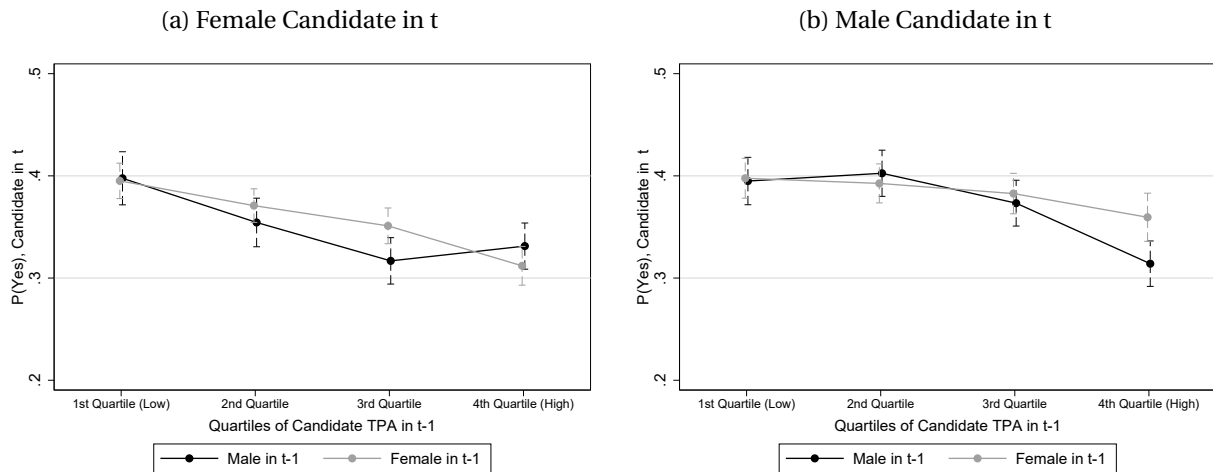 (a) Female Candidate in t
P(Yes), Candidate in t
.5
.4
.3
.2
1st Quartile (Low) 2nd Quartile 3rd Quartile 4th Quartile (High)
Quartiles of Candidate TPA in t-1
Male in t-1 Female in t-1
(b) Male Candidate in t
P(Yes), Candidate in t
.5
.4
.3
.2
1st Quartile (Low) 2nd Quartile 3rd Quartile 4th Quartile (High)
Quartiles of Candidate TPA in t-1
Male in t-1 Female in t-1